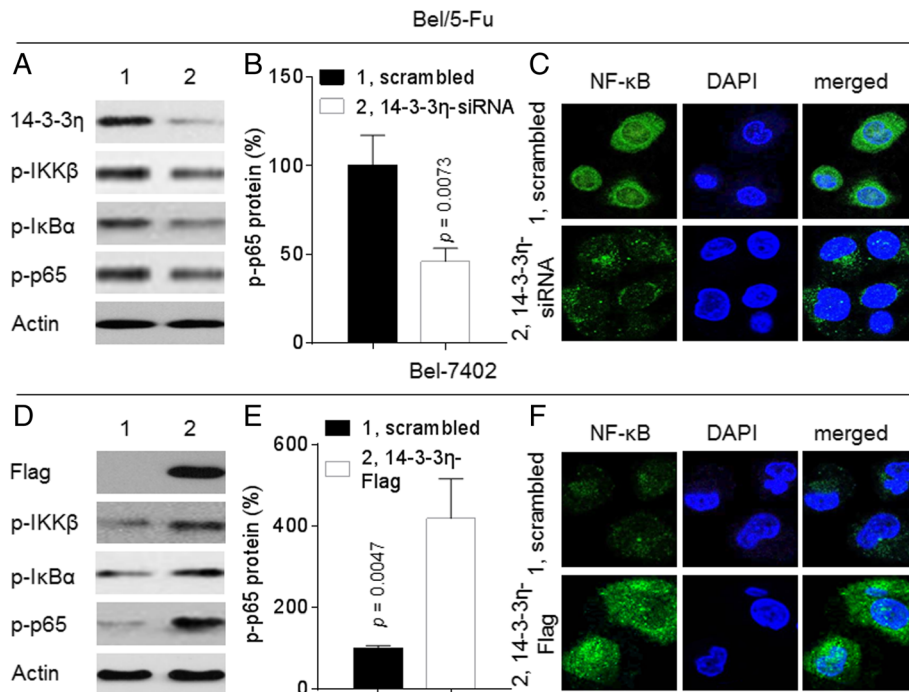 Bel/5-Fu
A
1 2
14-3-3η
p-IKKβ
p-IκBα
p-p65
Actin
B
p-p65 protein (%)
150
100
50
0
1, scrambled
2, 14-3-3η-siRNA
p = 0.0073
C
NF-κB DAPI merged
1, scrambled
2, 14-3-3η-
siRNA
Bel-7402
D
1 2
Flag
p-IKKβ
p-IκBα
p-p65
Actin
E
p-p65 protein (%)
600
400
200
0
1, scrambled
2, 14-3-3η-
Flag
p = 0.0047
F
NF-κB DAPI merged
1, scrambled
2, 14-3-3η-
Flag